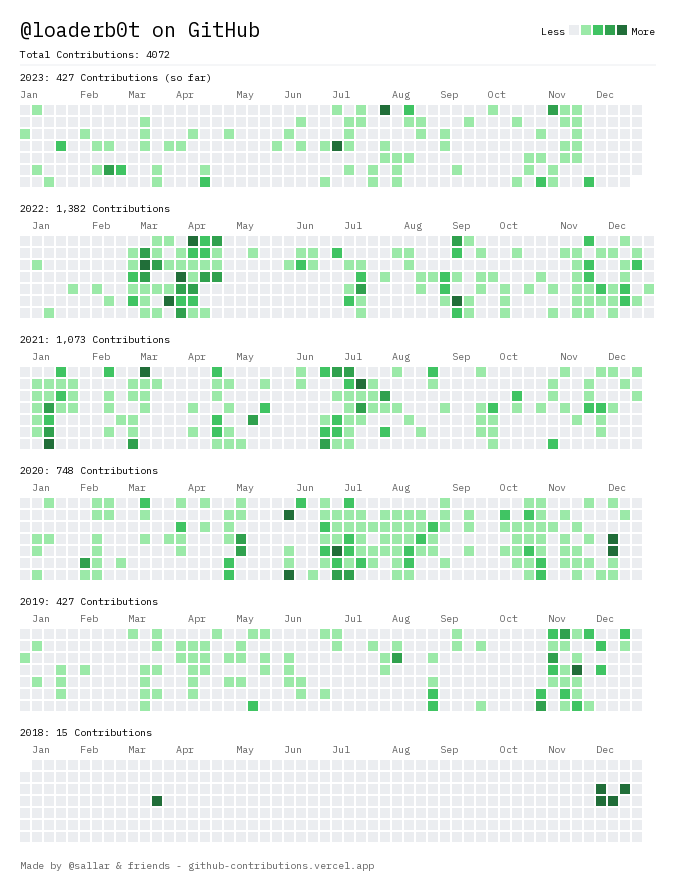 @loaderb0t on GitHub
Less More
Total Contributions: 4072
2023: 427 Contributions (so far)
Jan Feb Mar Apr May Jun Jul Aug Sep Oct Nov Dec
2022: 1,382 Contributions
Jan Feb Mar Apr May Jun Jul Aug Sep Oct Nov Dec
2021: 1,073 Contributions
Jan Feb Mar Apr May Jun Jul Aug Sep Oct Nov Dec
2020: 748 Contributions
Jan Feb Mar Apr May Jun Jul Aug Sep Oct Nov Dec
2019: 427 Contributions
Jan Feb Mar Apr May Jun Jul Aug Sep Oct Nov Dec
2018: 15 Contributions
Jan Feb Mar Apr May Jun Jul Aug Sep Oct Nov Dec
Made by @sallar & friends - github-contributions.vercel.app